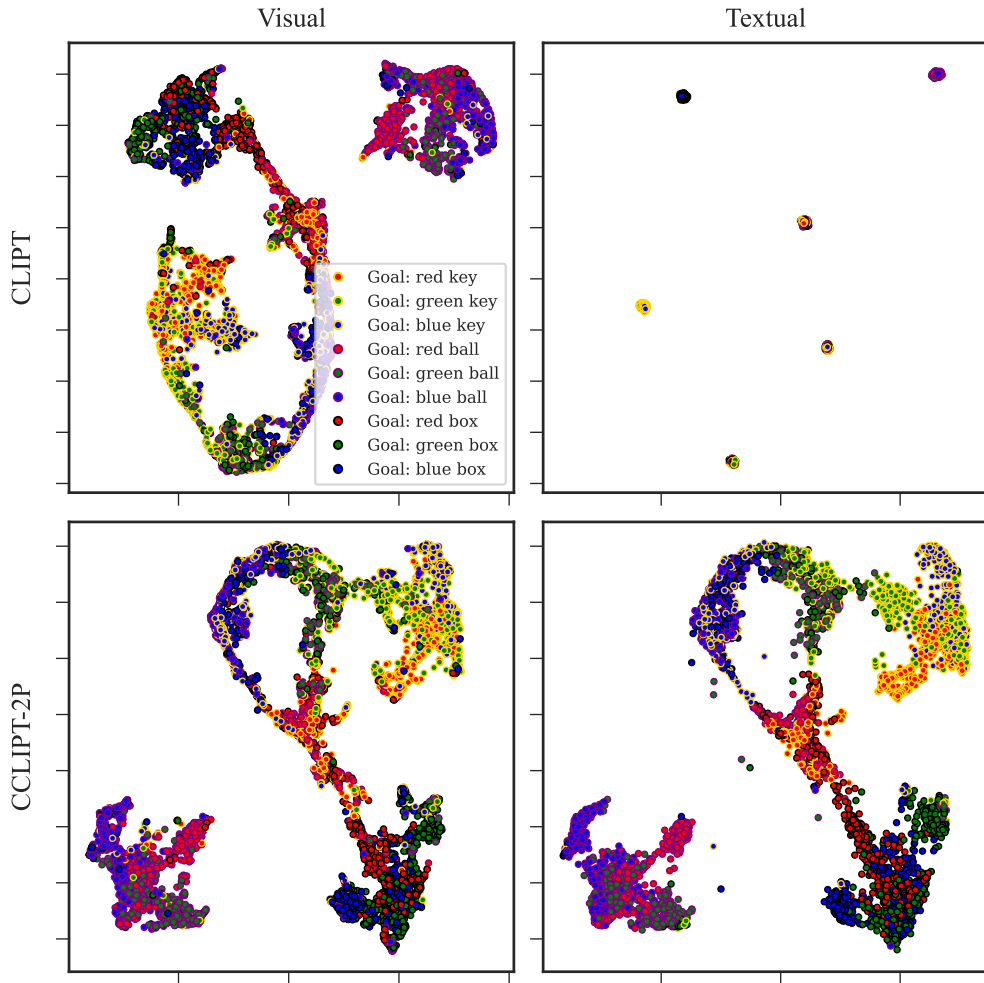 Visual
Textual
CLIPT
Goal: red key
Goal: green key
Goal: blue key
Goal: red ball
Goal: green ball
Goal: blue ball
Goal: red box
Goal: green box
Goal: blue box
CCLIPT-2P